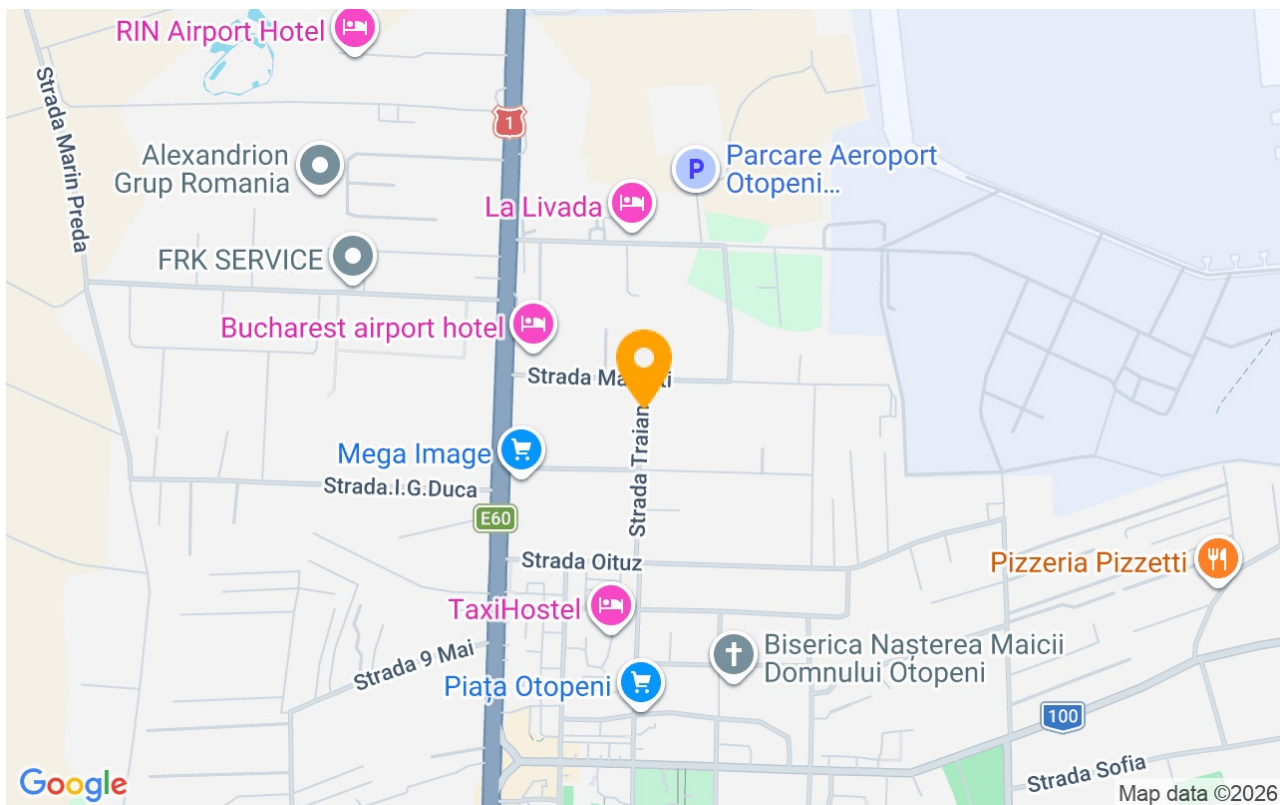 RIN Airport Hotel
Strada Marin Preda
1
Alexandrion
Grup Romania
Parcare Aeroport
Otopeni...
P
La Livada
FRK SERVICE
Bucharest airport hotel
Strada
Mega Image
Strada Traian
Strada.I.G.Duca
E60
Strada Oituz
Pizzeria Pizzetti
TaxiHostel
Biserica Nașterea Maicii
Domnului Otopeni
Strada 9 Mai
Piața Otopeni
100
Strada Sofia
Google
Map data ©2026